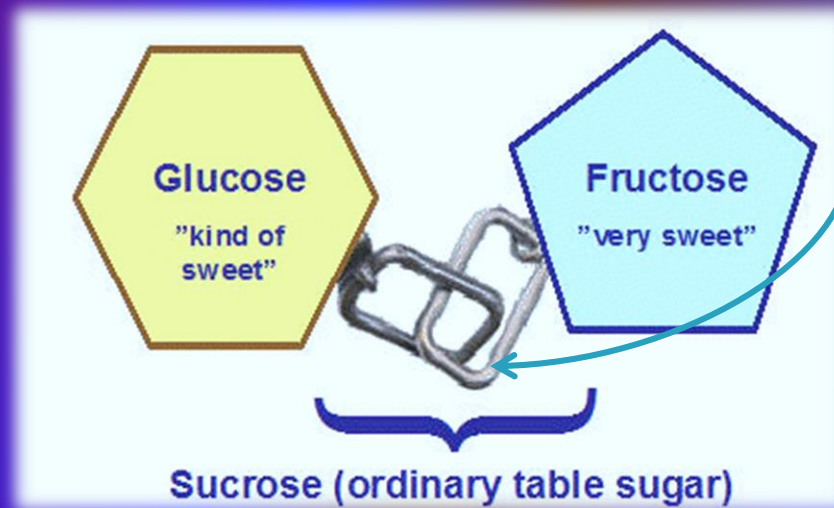 Glucose
”kind of
sweet”
Fructose
”very sweet”
Sucrose (ordinary table sugar)